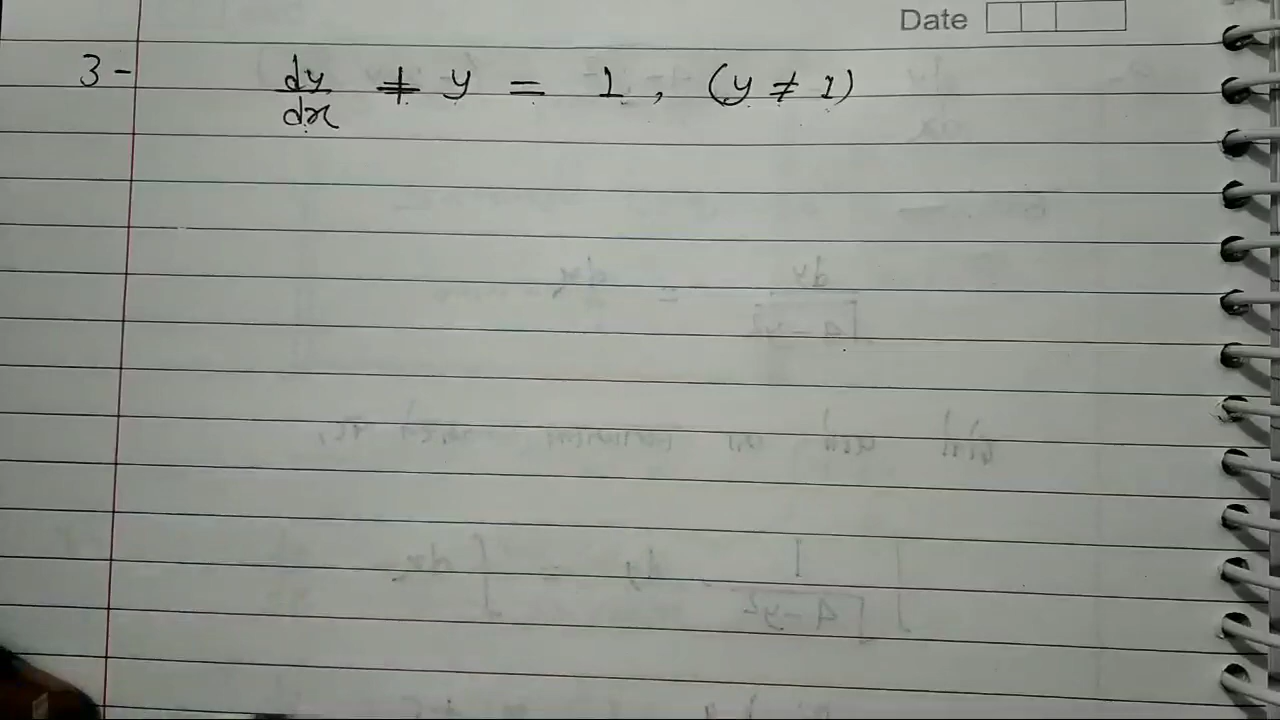 Date
3- dy/dx + y = 1, (y ≠ 1)